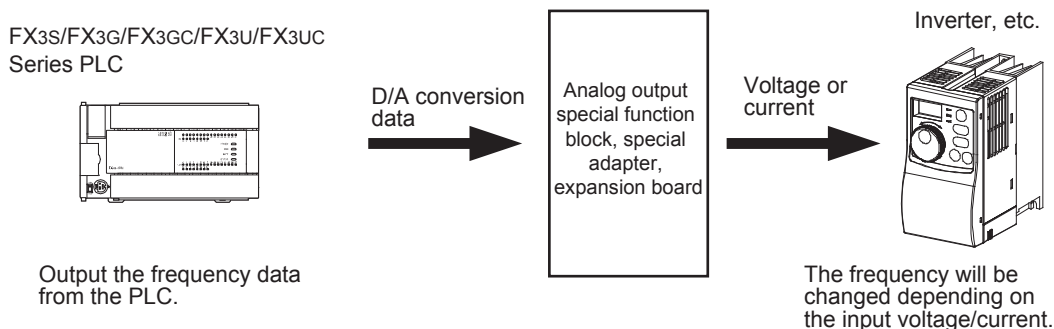 FX3S/FX3G/FX3GC/FX3U/FX3UC
Series PLC
D/A conversion
data
Analog output
special function
block, special
adapter,
expansion board
Voltage or
current
Inverter, etc.
Output the frequency data
from the PLC.
The frequency will be
changed depending on
the input voltage/current.